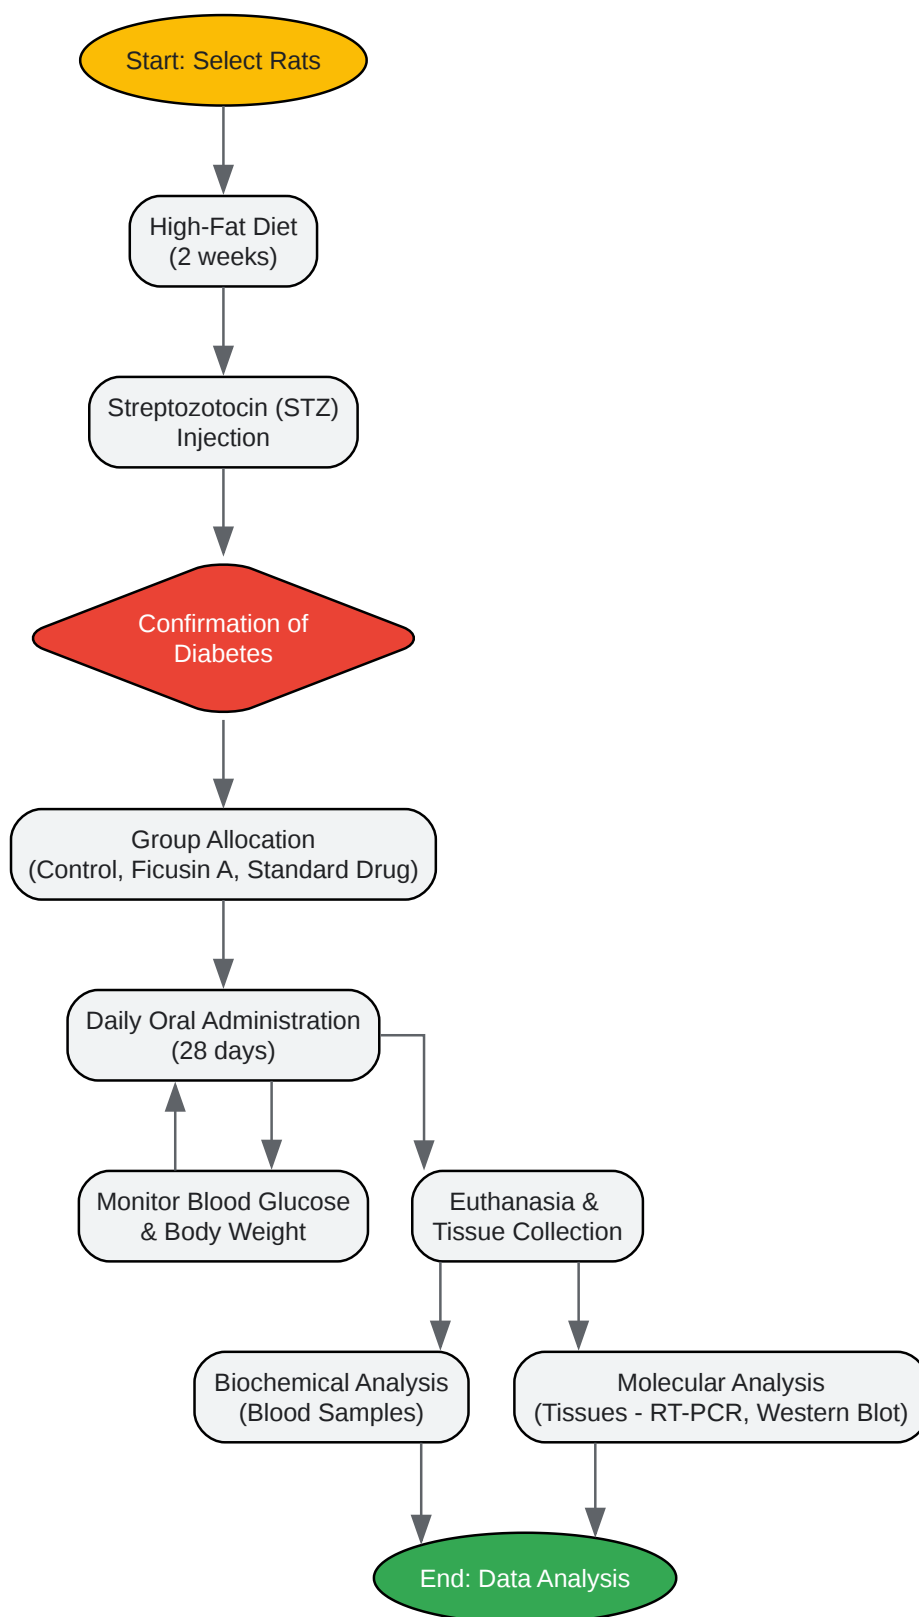 Start: Select Rats
High-Fat Diet
(2 weeks)
Streptozotocin (STZ)
Injection
Confirmation of
Diabetes
Group Allocation
(Control, Ficusin A, Standard Drug)
Daily Oral Administration
(28 days)
Monitor Blood Glucose
& Body Weight
Euthanasia &
Tissue Collection
Biochemical Analysis
(Blood Samples)
Molecular Analysis
(Tissues - RT-PCR, Western Blot)
End: Data Analysis